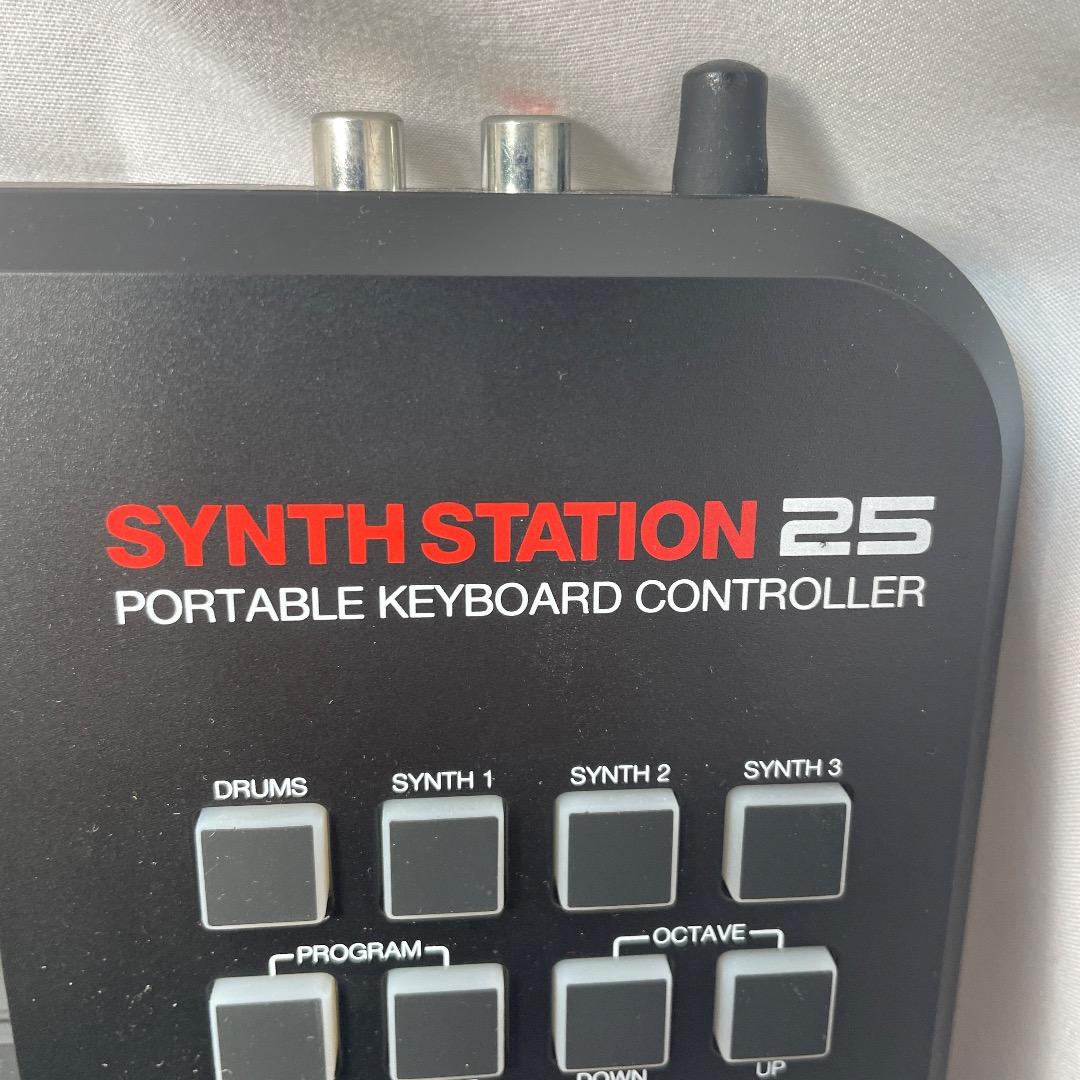 SYNTH STATION 25
PORTABLE KEYBOARD CONTROLLER
DRUMS SYNTH 1 SYNTH 2 SYNTH 3
PROGRAM OCTAVE
DOWN UP